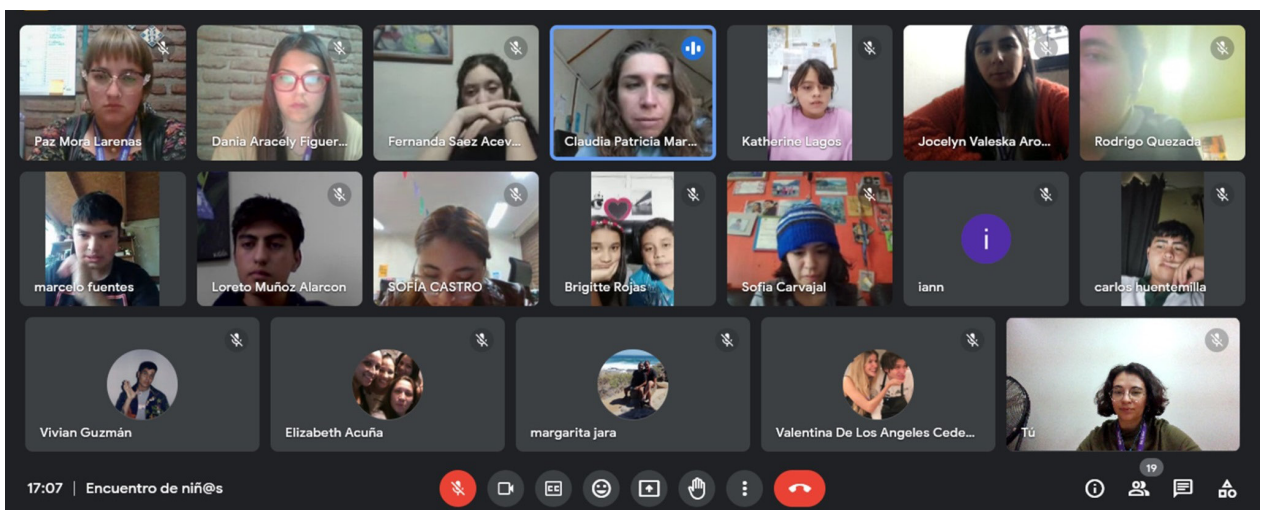 Paz Mora Larenas
Dania Aracely Figuer...
Fernanda Saez Acev...
Claudia Patricia Mar...
Katherine Lagos
Jocelyn Valeska Aro...
Rodrigo Quezada
marcelo fuentes
Loreto Muñoz Alarcon
SOFÍA CASTRO
Brigitte Rojas
Sofia Carvajal
i
iann
carlos huentemilla
Vivian Guzmán
Elizabeth Acuña
margarita jara
Valentina De Los Angeles Cede...
Tú
17:07 | Encuentro de niñ@s
CC
19